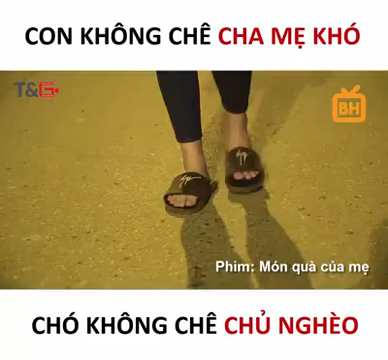 CON KHÔNG CHÊ CHA MẸ KHÓ
T&G
BH
Phim: Món quà của mẹ
CHÓ KHÔNG CHÊ CHỦ NGHÈO